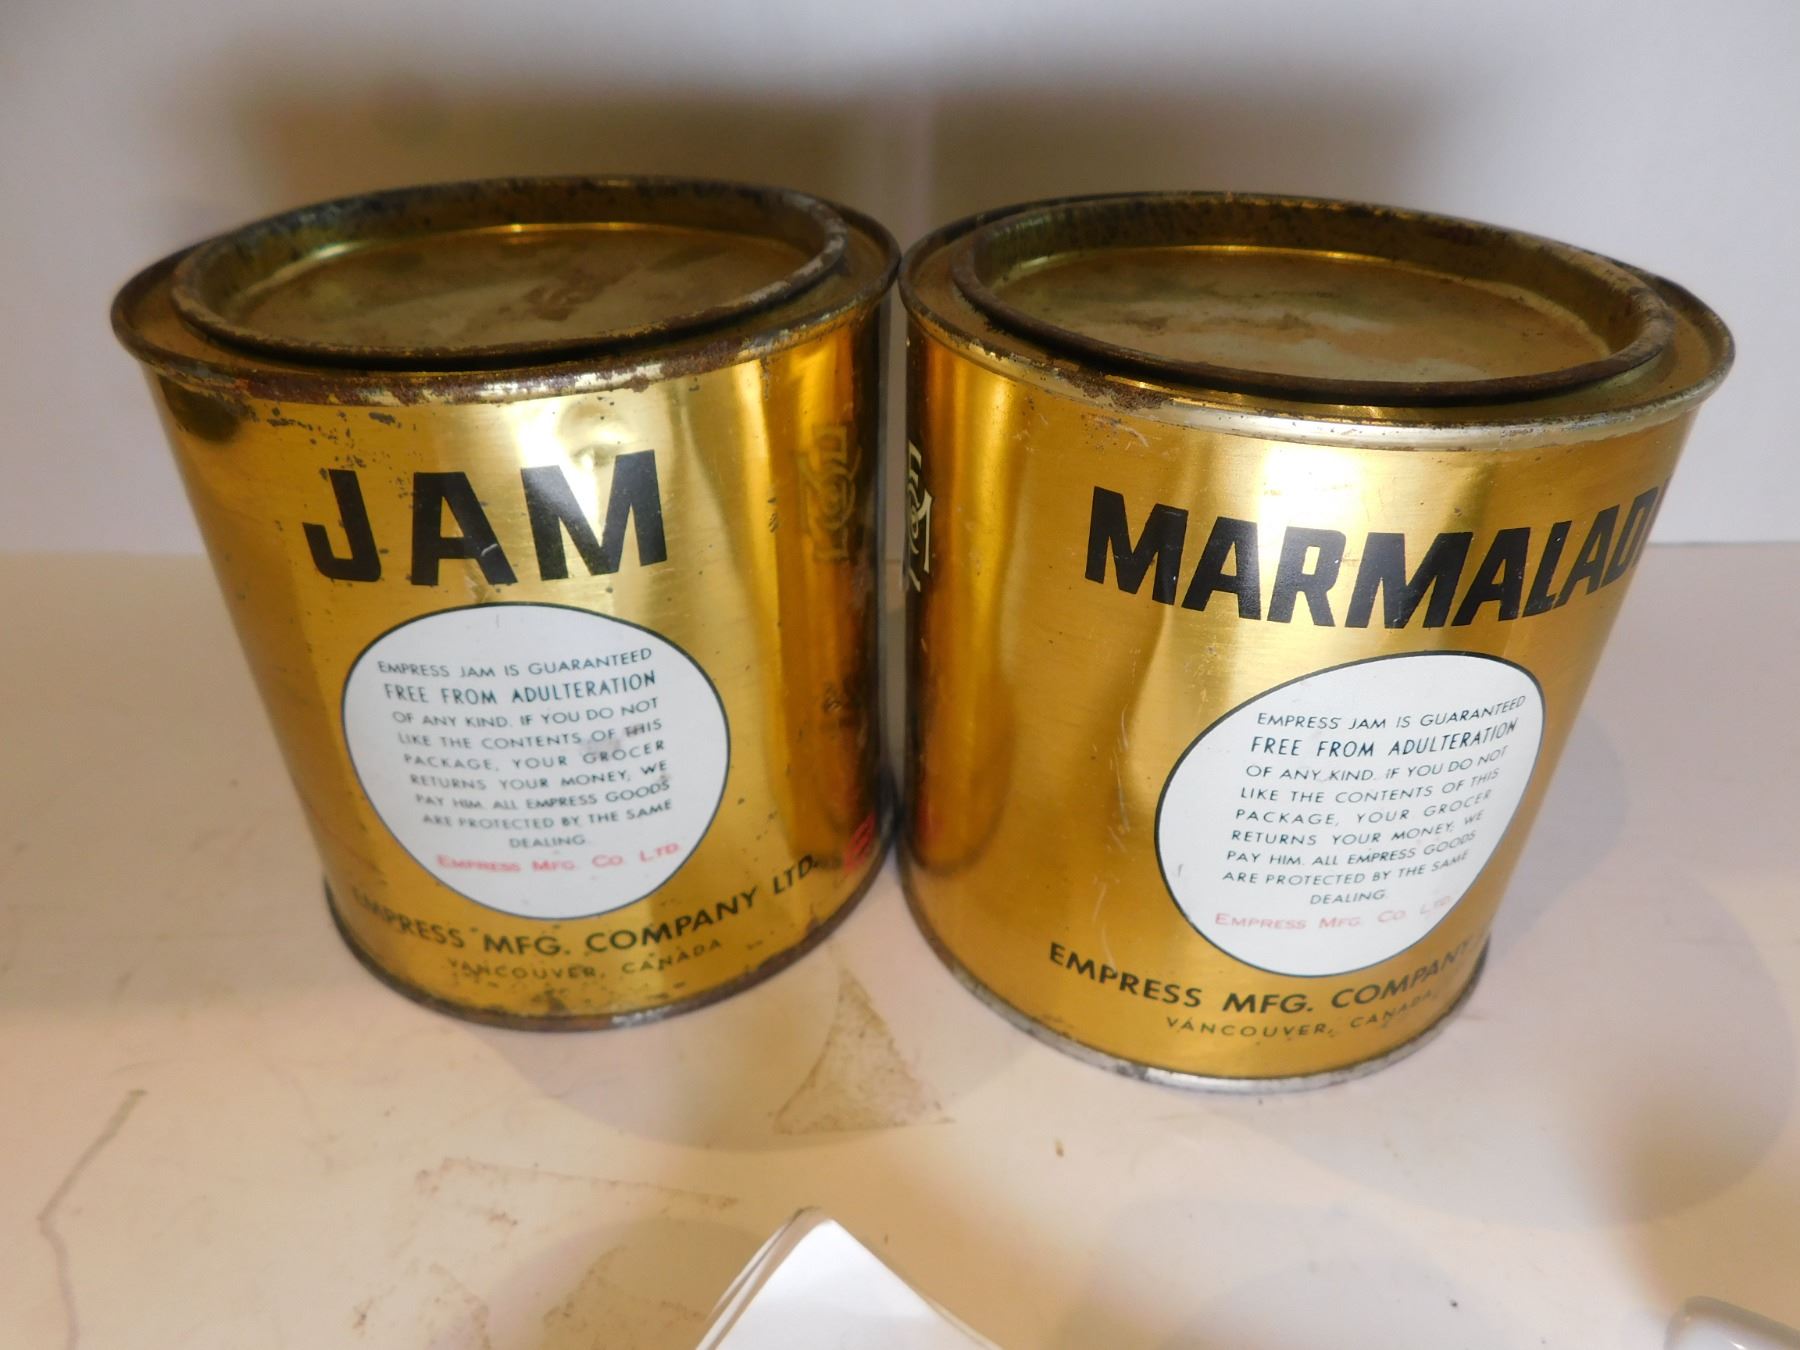 JAM
EMPRESS JAM IS GUARANTEED
FREE FROM ADULTERATION
OF ANY KIND. IF YOU DO NOT
LIKE THE CONTENTS OF THIS
PACKAGE, YOUR GROCER
RETURNS YOUR MONEY, WE
PAY HIM. ALL EMPRESS GOODS
ARE PROTECTED BY THE SAME
DEALING.
EMPRESS MFG. CO. LTD.
EMPRESS MFG. COMPANY LTD.
VANCOUVER, CANADA
MARMALAD
EMPRESS JAM IS GUARANTEED
FREE FROM ADULTERATION
OF ANY KIND. IF YOU DO NOT
LIKE THE CONTENTS OF THIS
PACKAGE, YOUR GROCER
RETURNS YOUR MONEY, WE
PAY HIM. ALL EMPRESS GOODS
ARE PROTECTED BY THE SAME
DEALING.
EMPRESS MFG. CO. LTD.
EMPRESS MFG. COMPANY
VANCOUVER, CANADA